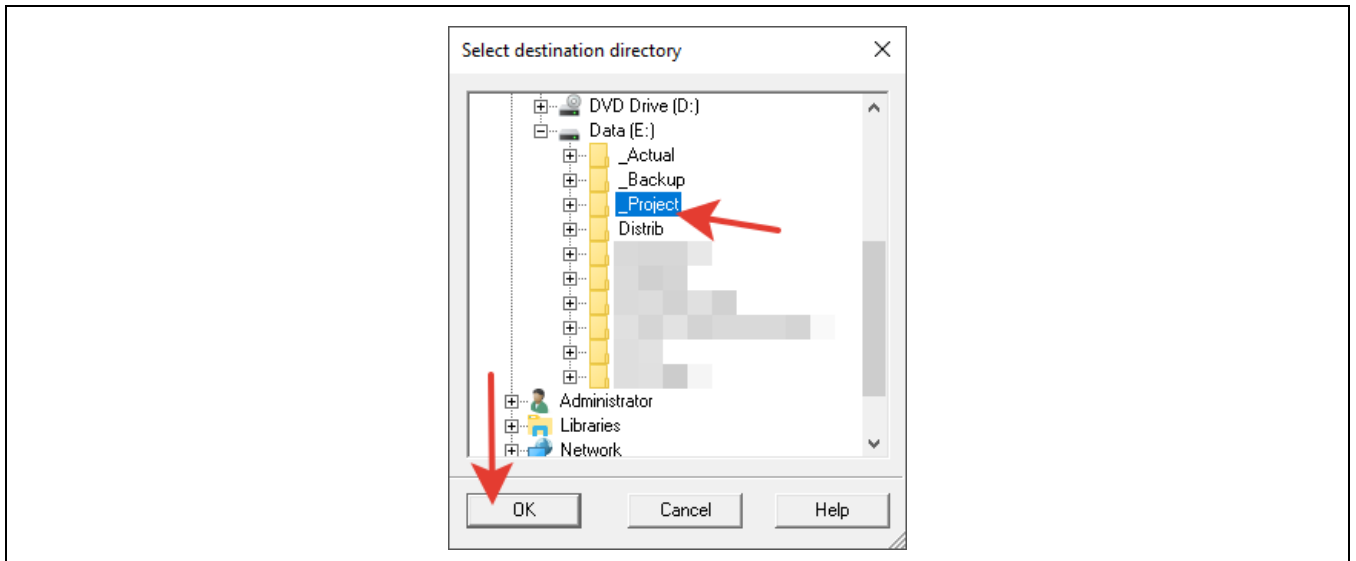 Select destination directory
DVD Drive (D:)
Data (E:)
_Actual
_Backup
_Project
Distrib
Administrator
Libraries
Network
OK Cancel Help